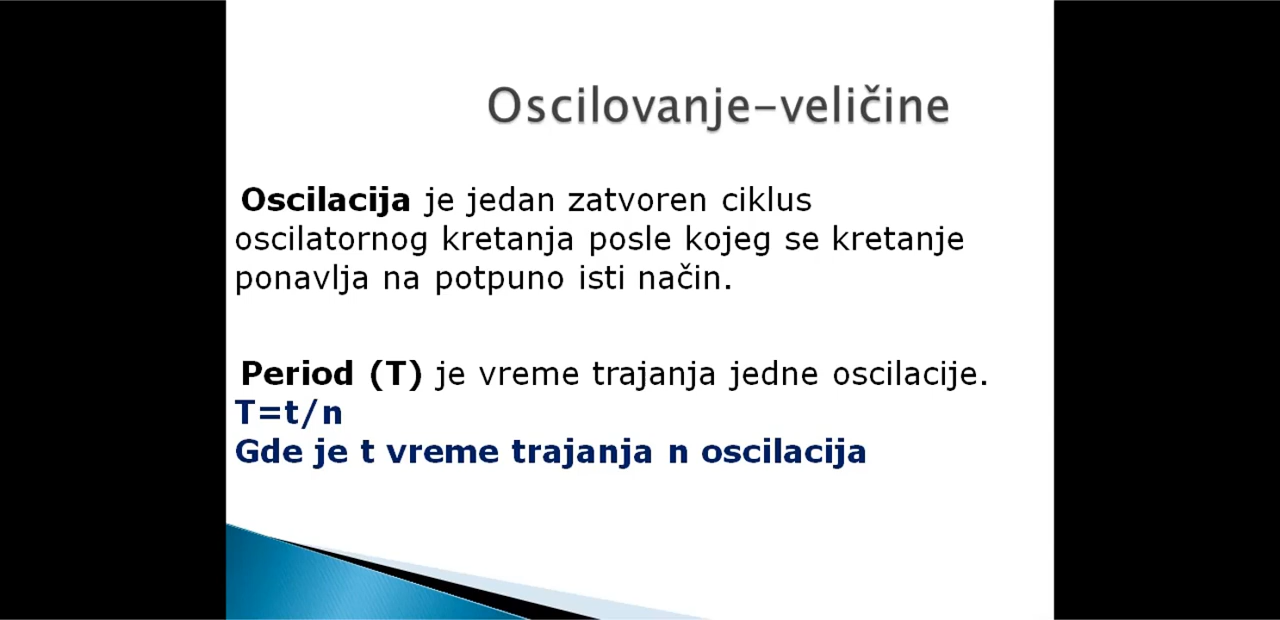 Oscilovanje-veličine
Oscilacija je jedan zatvoren ciklus
oscilatornog kretanja posle kojeg se kretanje
ponavlja na potpuno isti način.
Period (T) je vreme trajanja jedne oscilacije.
T=t/n
Gde je t vreme trajanja n oscilacija